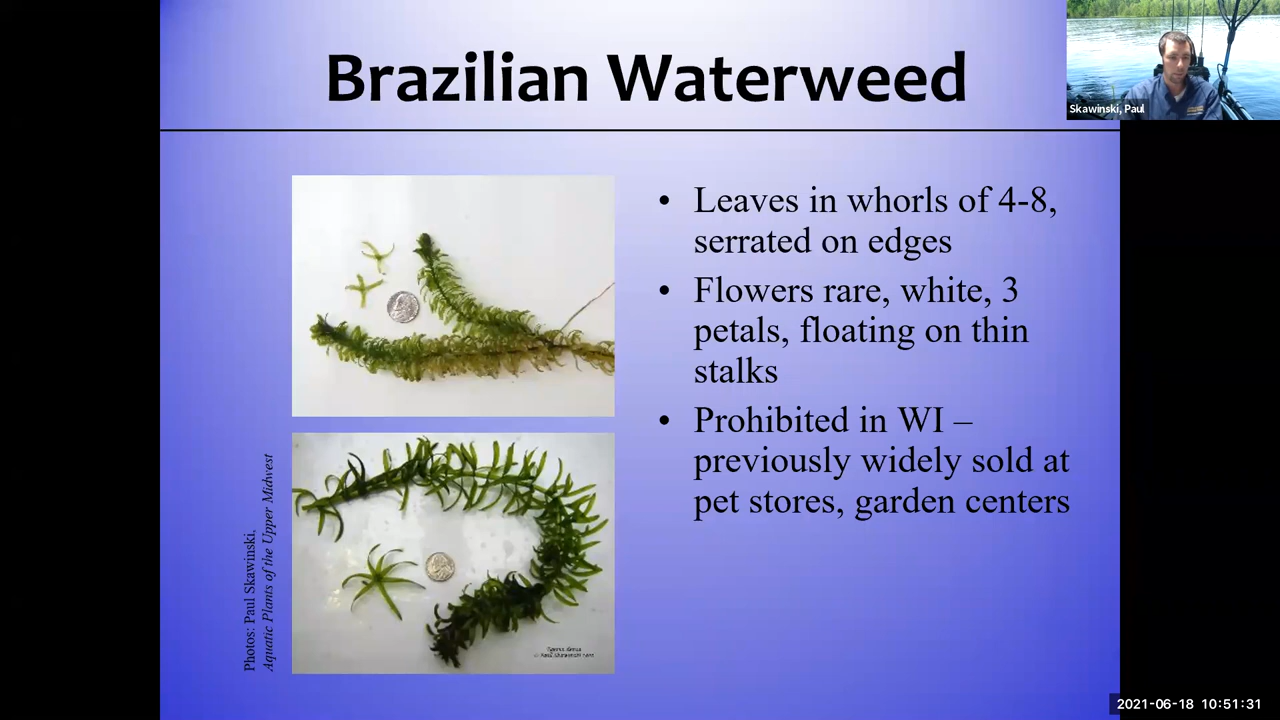 Brazilian Waterweed
Skawinski, Paul
• Leaves in whorls of 4-8,
serrated on edges
• Flowers rare, white, 3
petals, floating on thin
stalks
• Prohibited in WI –
previously widely sold at
pet stores, garden centers
Photos: Paul Skawinski,
Aquatic Plants of the Upper Midwest
2021-06-18 10:51:31